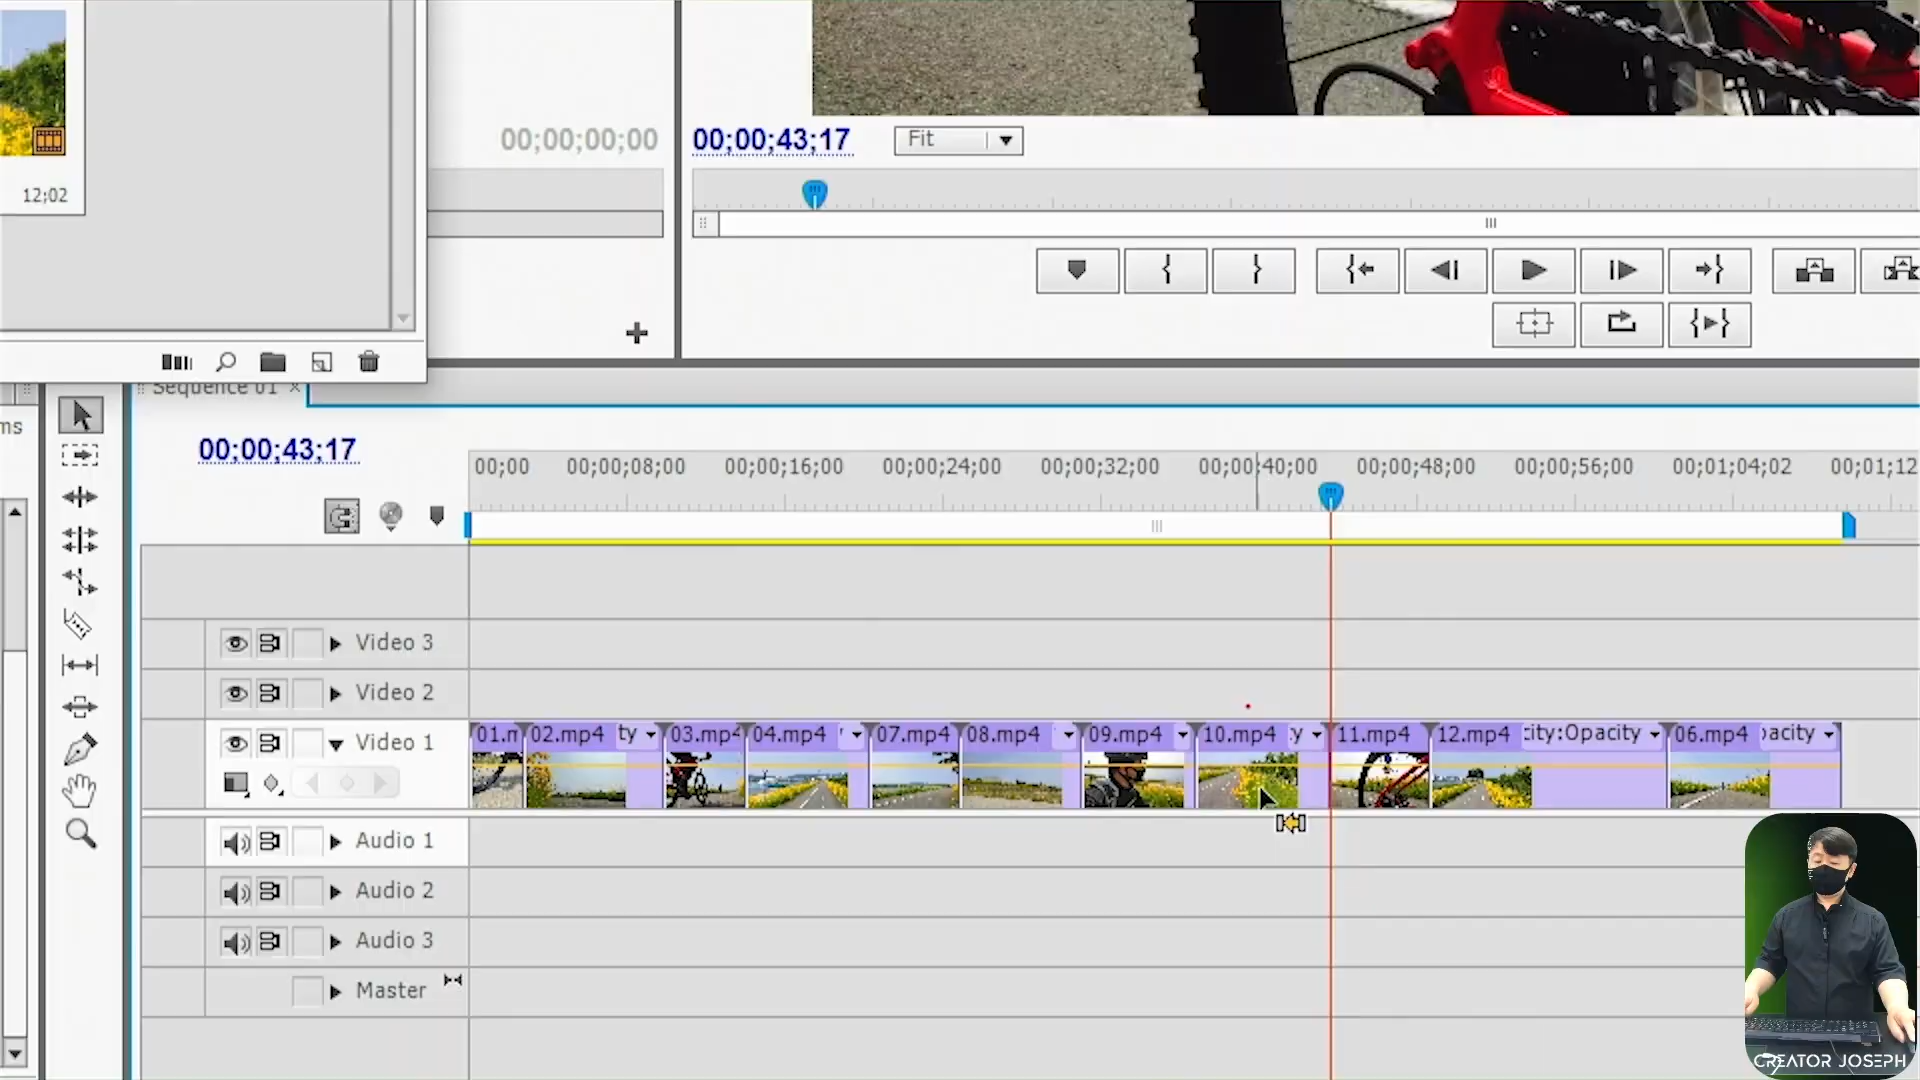 00;00;00;00
00;00;43;17
Fit
12;02
ms
Sequence 01
00;00;43;17
00;00 00;00;08;00 00;00;16;00 00;00;24;00 00;00;32;00 00;00;40;00 00;00;48;00 00;00;56;00 00;01;04;02 00;01;12
Video 3
Video 2
Video 1
01.m 02.mp4 ty 03.mp4 04.mp4 07.mp4 08.mp4 09.mp4 10.mp4 y 11.mp4 12.mp4 city:Opacity 06.mp4 pacity
Audio 1
Audio 2
Audio 3
Master
CREATOR JOSEPH